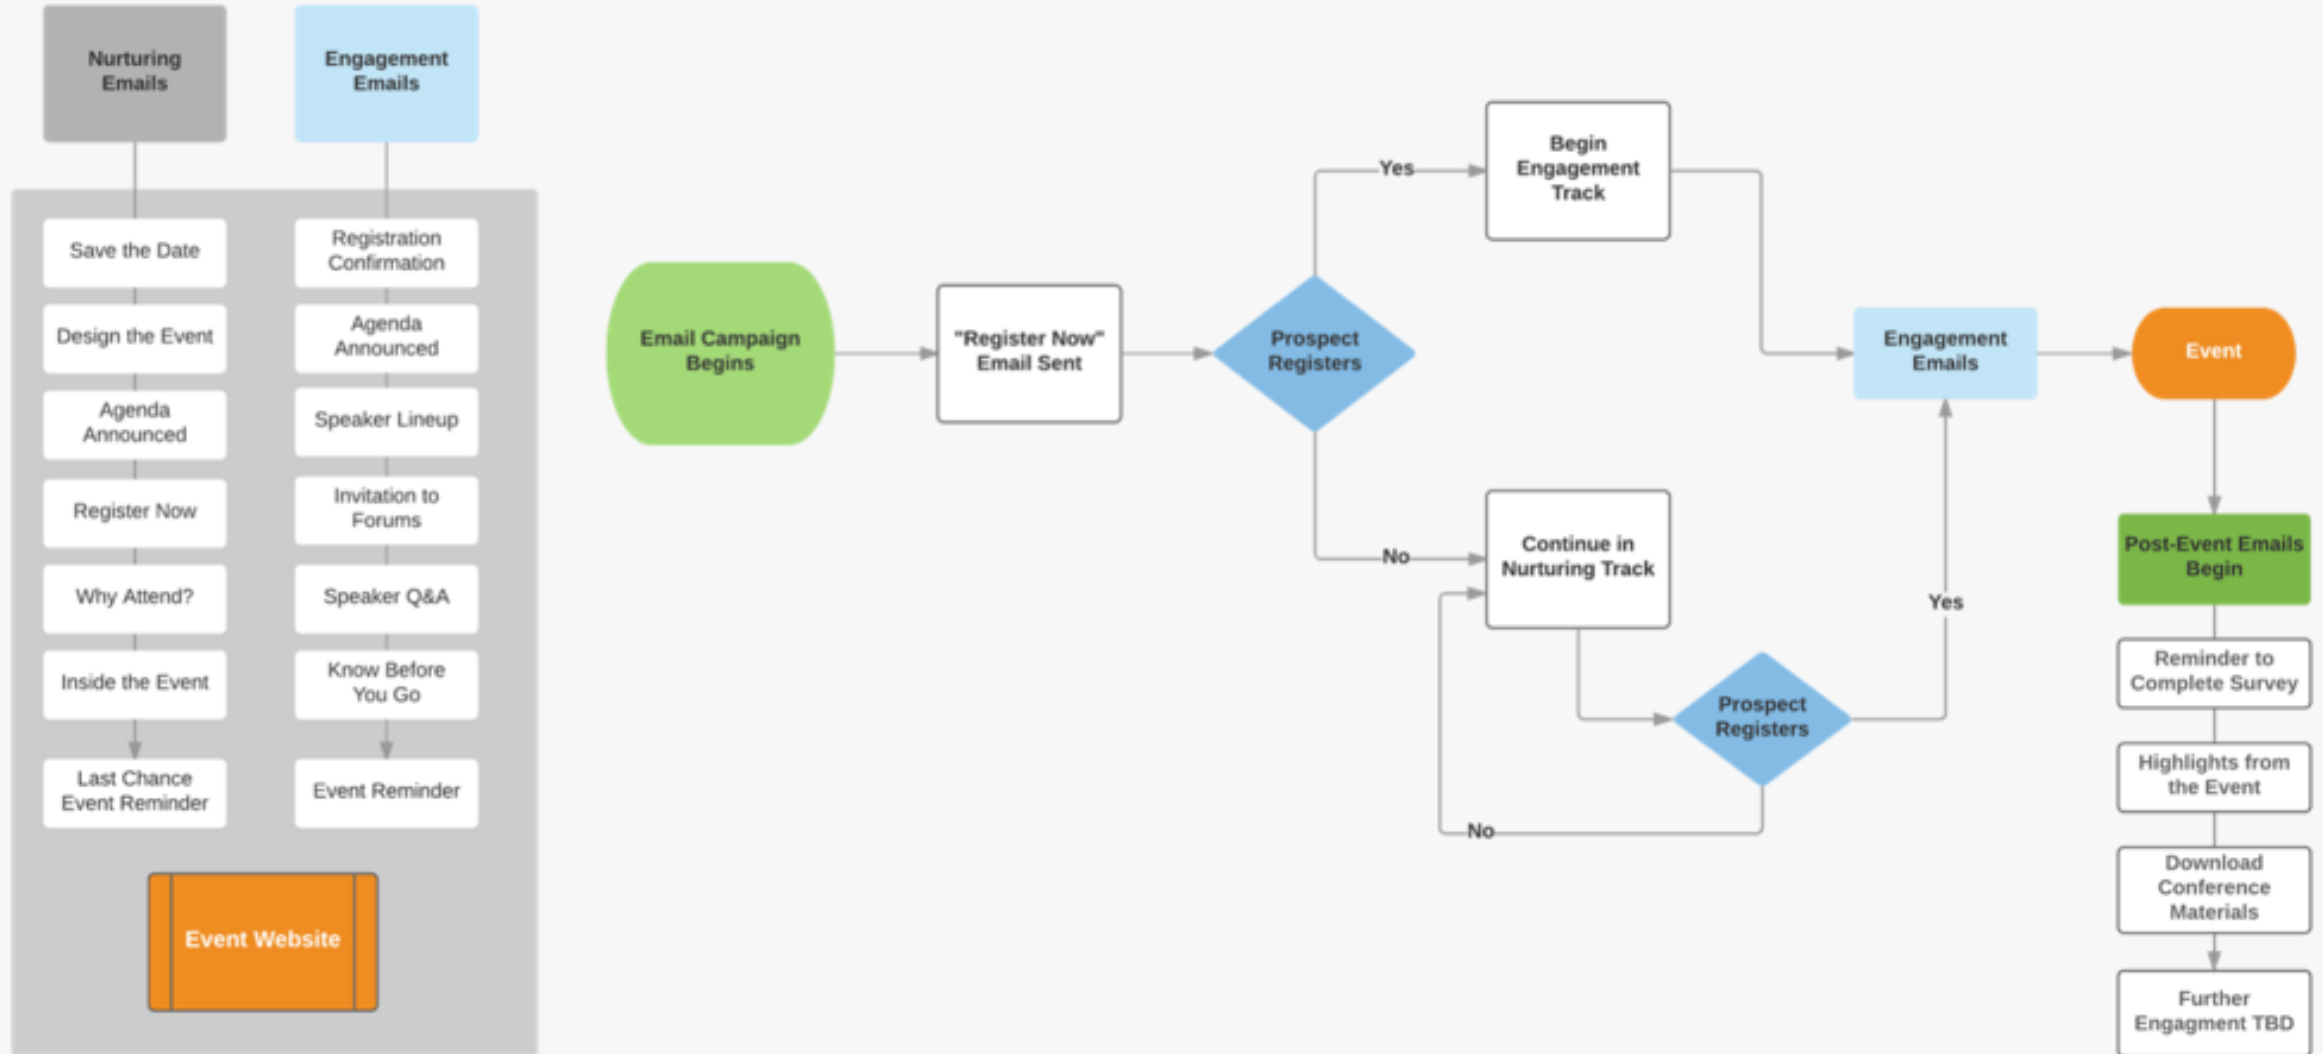 Nurturing
Emails
Engagement
Emails
Save the Date
Design the Event
Agenda
Announced
Register Now
Why Attend?
Inside the Event
Last Chance
Event Reminder
Registration
Confirmation
Agenda
Announced
Speaker Lineup
Invitation to
Forums
Speaker Q&A
Know Before
You Go
Event Reminder
Event Website
Email Campaign
Begins
"Register Now"
Email Sent
Prospect
Registers
Yes
Begin
Engagement
Track
No
Continue in
Nurturing Track
Prospect
Registers
No
Yes
Engagement
Emails
Event
Post-Event Emails
Begin
Reminder to
Complete Survey
Highlights from
the Event
Download
Conference
Materials
Further
Engagment TBD